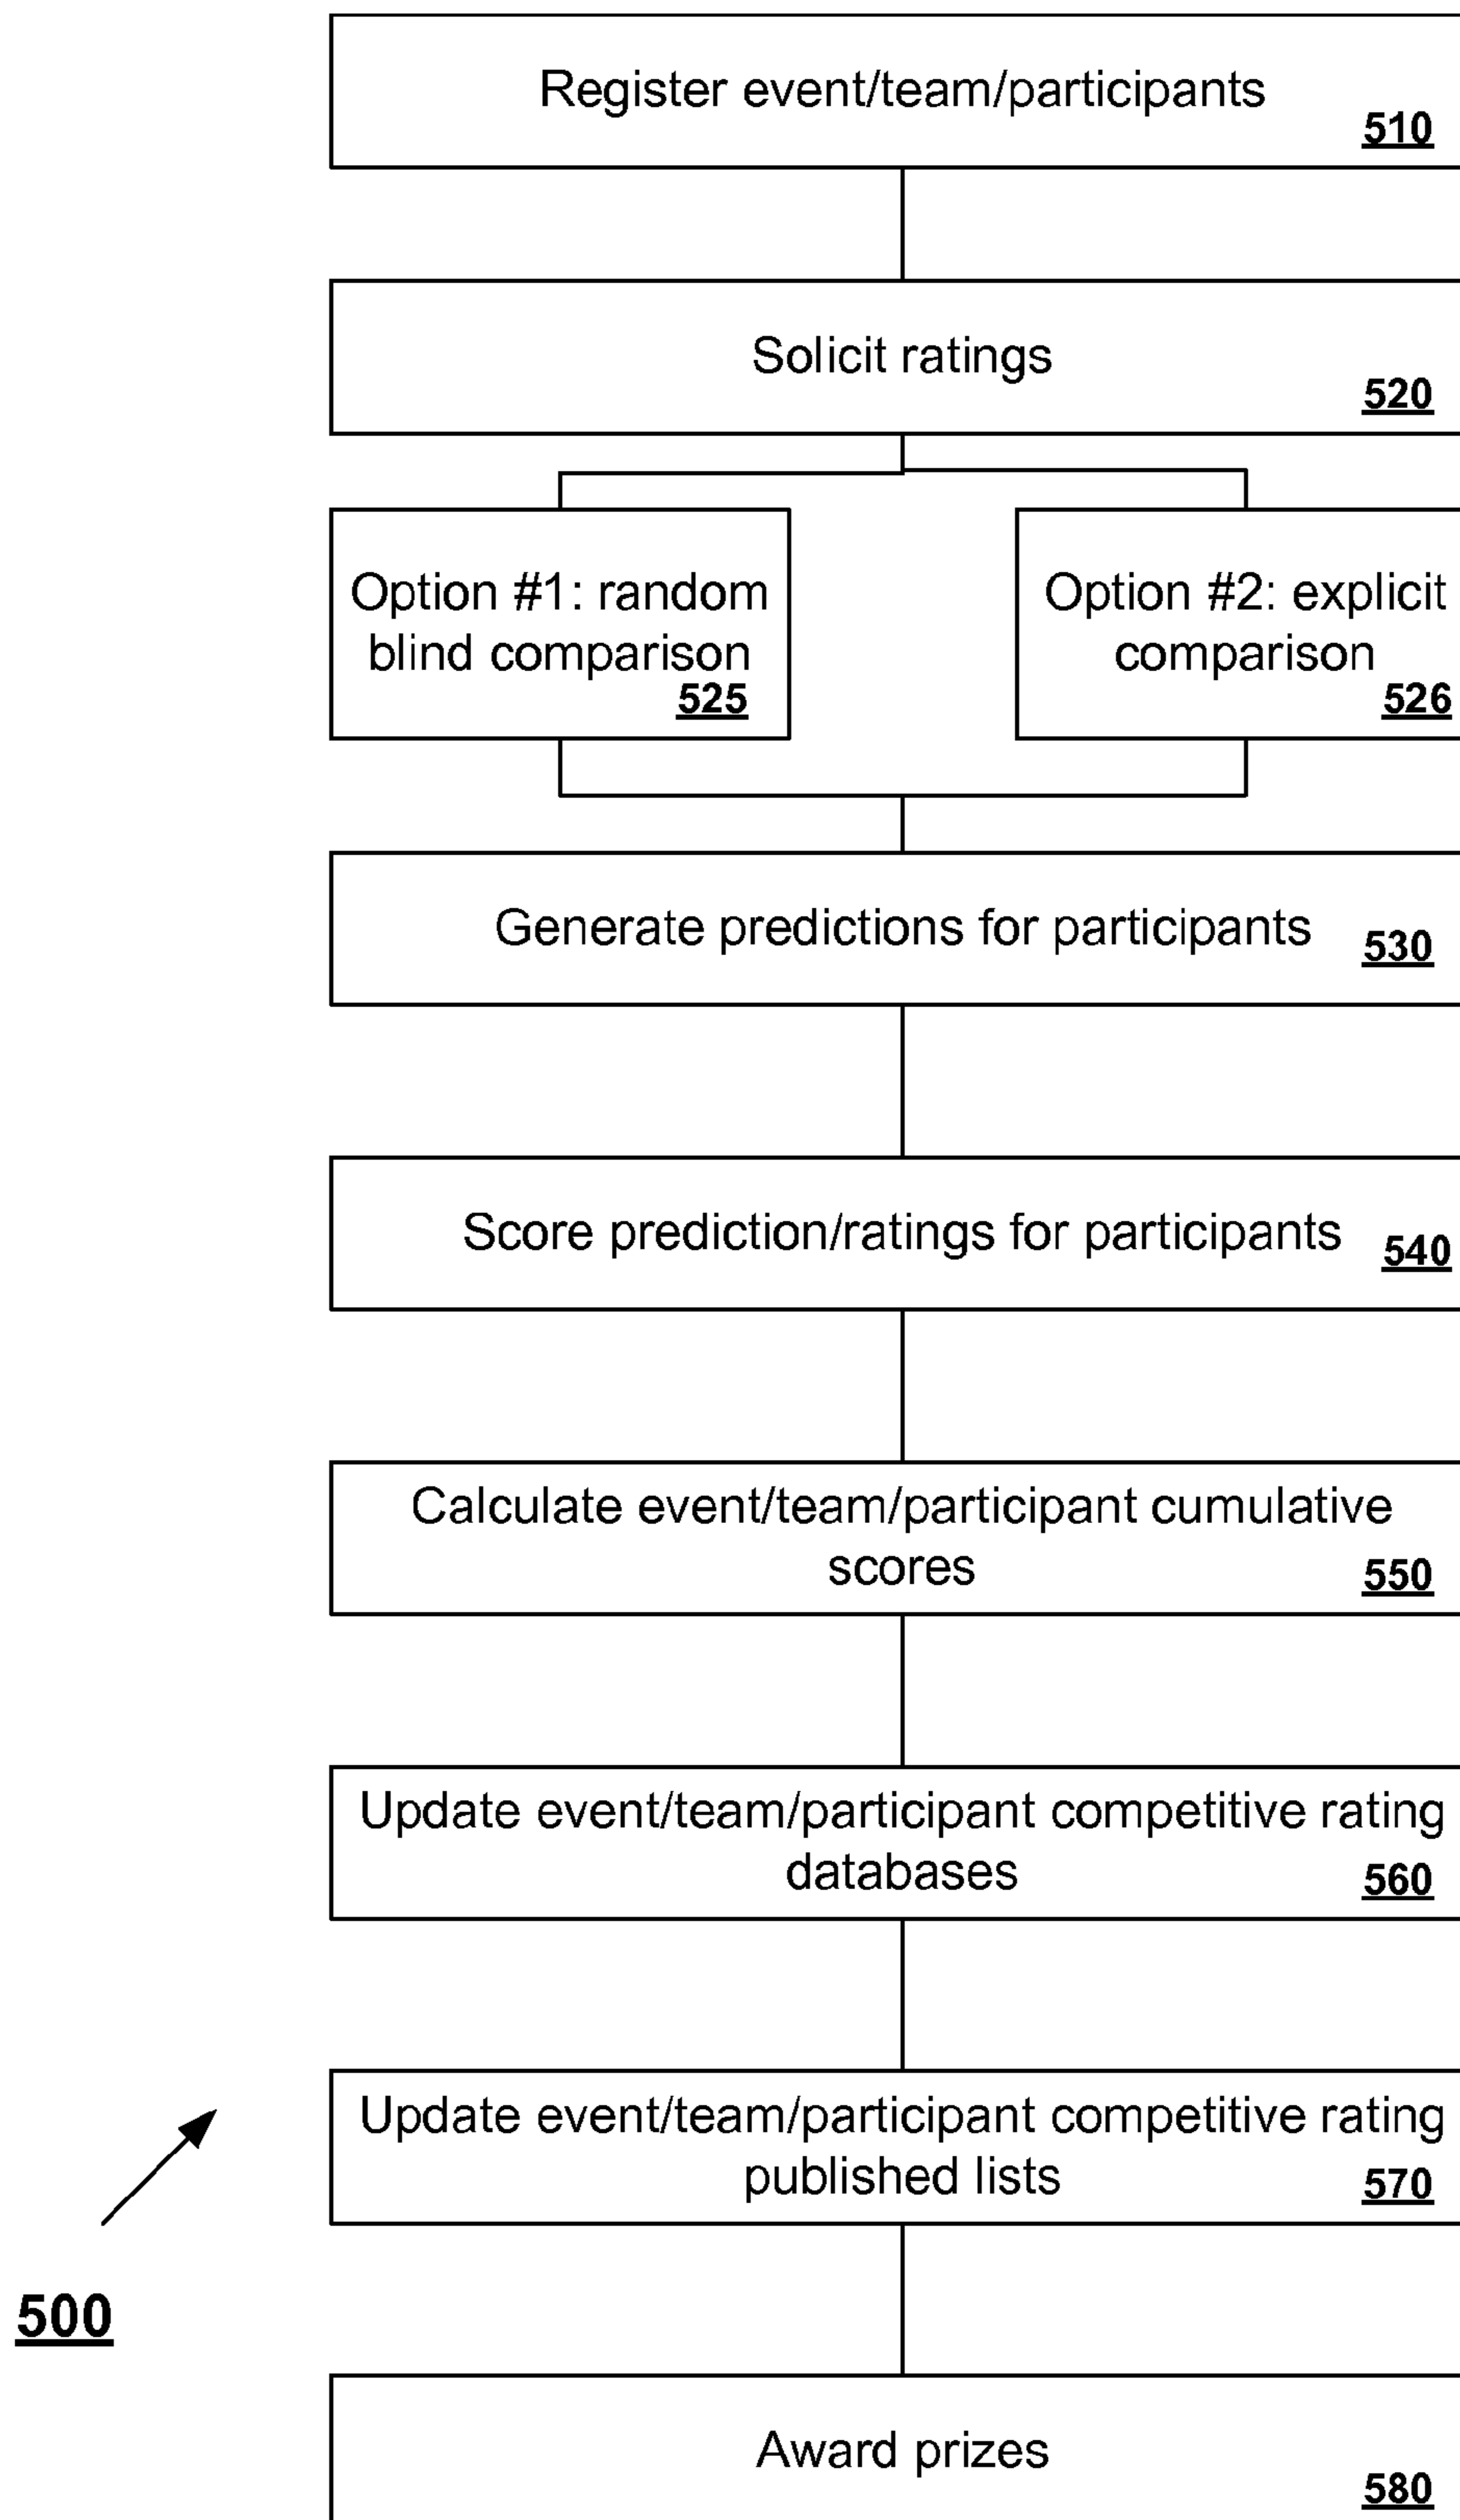 Register event/team/participants
510
Solicit ratings
520
Option #1: random
blind comparison
525
Option #2: explicit
comparison
526
Generate predictions for participants
530
Score prediction/ratings for participants
540
Calculate event/team/participant cumulative
scores
550
Update event/team/participant competitive rating
databases
560
Update event/team/participant competitive rating
published lists
570
500
Award prizes
580